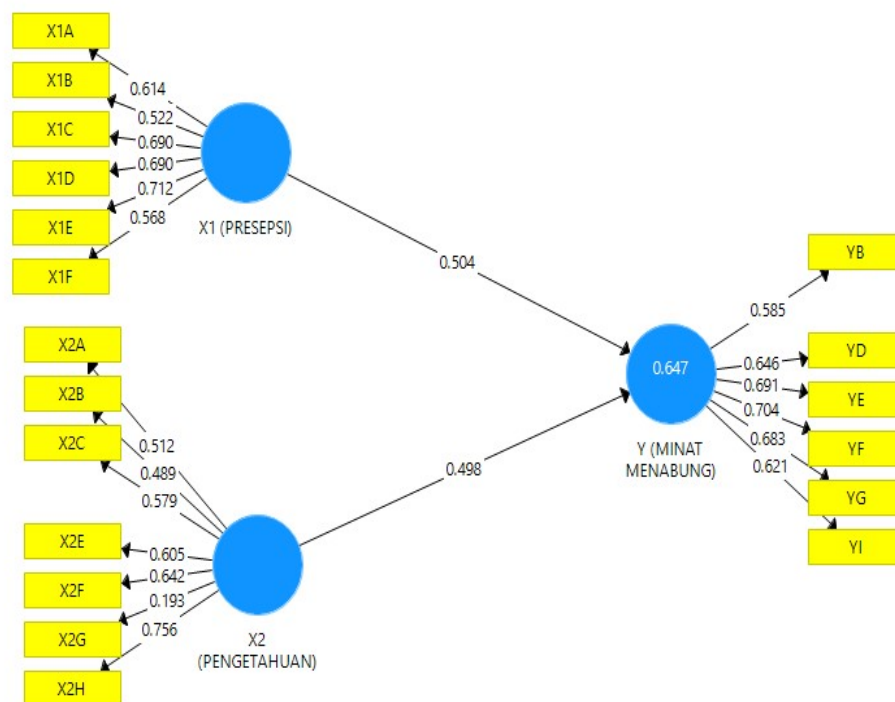 X1A
X1B
X1C
X1D
X1E
X1F
0.614
0.522
0.690
0.690
0.712
0.568
X1 (PRESEPSI)
0.504
X2A
X2B
X2C
X2E
X2F
X2G
X2H
0.512
0.489
0.579
0.605
0.642
0.193
0.756
X2
(PENGETAHUAN)
0.498
0.647
Y (MINAT
MENABUNG)
0.585
0.646
0.691
0.704
0.683
0.621
YB
YD
YE
YF
YG
YI